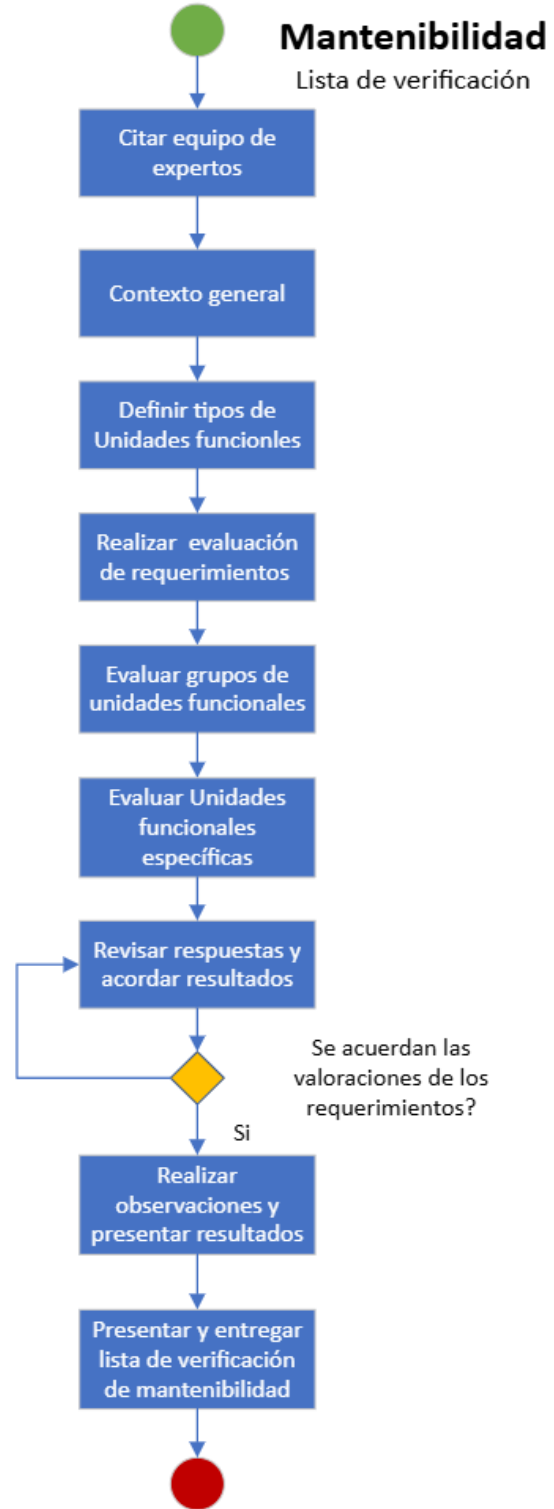 Mantenibilidad
Lista de verificación
Citar equipo de
expertos
Contexto general
Definir tipos de
Unidades funcionles
Realizar evaluación
de requerimientos
Evaluar grupos de
unidades funcionales
Evaluar Unidades
funcionales
específicas
Revisar respuestas y
acordar resultados
Se acuerdan las
valoraciones de los
requerimientos?
Si
Realizar
observaciones y
presentar resultados
Presentar y entregar
lista de verificación
de mantenibilidad